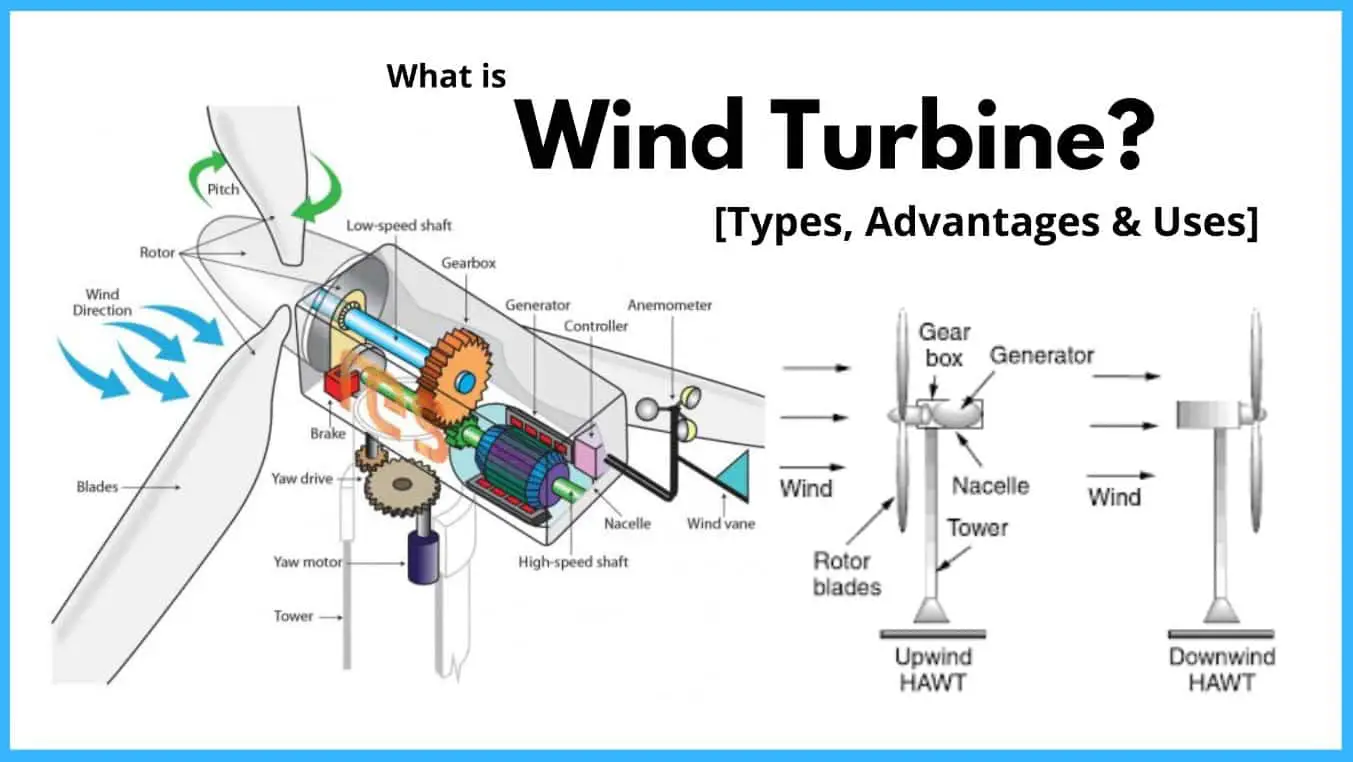 What is
Wind Turbine?
[Types, Advantages & Uses]
Pitch
Rotor
Low-speed shaft
Gearbox
Wind
Direction
Generator
Anemometer
Controller
Brake
Blades
Yaw drive
Nacelle
Wind vane
Yaw motor
High-speed shaft
Tower
Gear
box
Generator
Wind
Nacelle
Tower
Rotor
blades
Upwind
HAWT
Wind
Downwind
HAWT